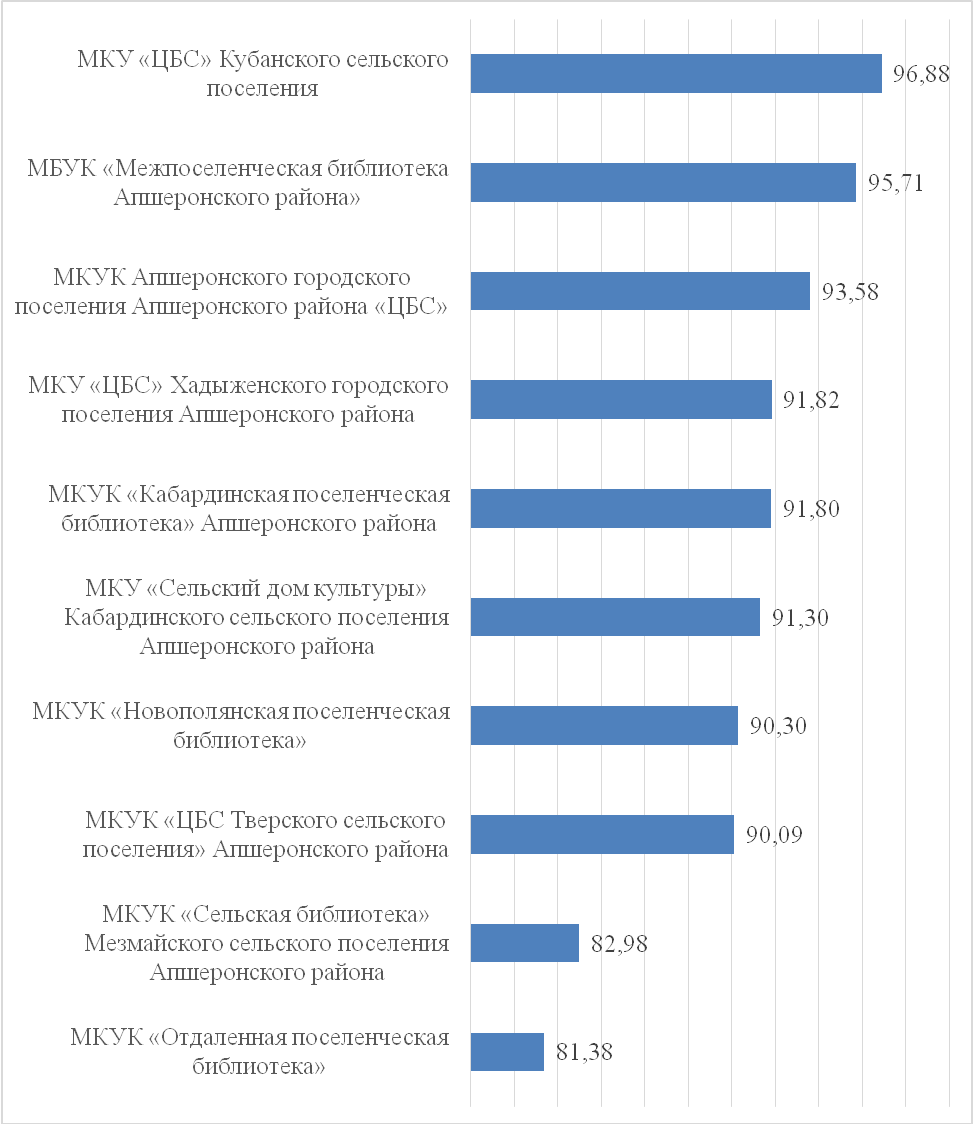 МКУ «ЦБС» Кубанского сельского
поселения
96,88
МБУК «Межпоселенческая библиотека
Апшеронского района»
95,71
МКУК Апшеронского городского
поселения Апшеронского района «ЦБС»
93,58
МКУ «ЦБС» Хадыженского городского
поселения Апшеронского района
91,82
МКУК «Кабардинская поселенческая
библиотека» Апшеронского района
91,80
МКУ «Сельский дом культуры»
Кабардинского сельского поселения
Апшеронского района
91,30
МКУК «Новополянская поселенческая
библиотека»
90,30
МКУК «ЦБС Тверского сельского
поселения» Апшеронского района
90,09
МКУК «Сельская библиотека»
Мезмайского сельского поселения
Апшеронского района
82,98
МКУК «Отдаленная поселенческая
библиотека»
81,38